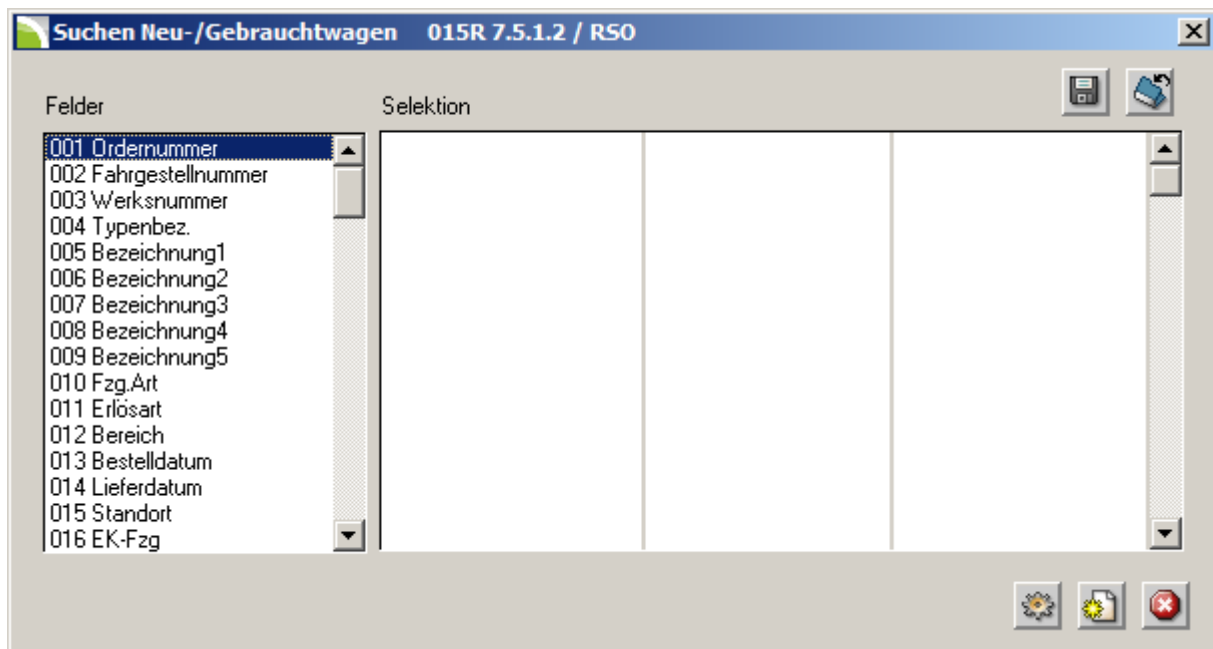 Suchen Neu-/Gebrauchtwagen 015R 7.5.1.2 / RSO
Felder
Selektion
001 Ordernummer
002 Fahrgestellnummer
003 Werksnummer
004 Typenbez.
005 Bezeichnung1
006 Bezeichnung2
007 Bezeichnung3
008 Bezeichnung4
009 Bezeichnung5
010 Fzg.Art
011 Erlösart
012 Bereich
013 Bestelldatum
014 Lieferdatum
015 Standort
016 EK-Fzg